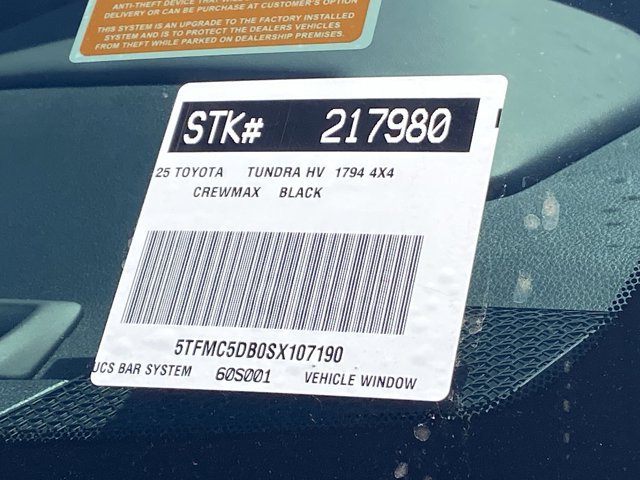 ANTI-THEFT DEVICE THAT
DELIVERY OR CAN BE PURCHASE AT CUSTOMER'S OPTION
THIS SYSTEM IS AN UPGRADE TO THE FACTORY INSTALLED
SYSTEM AND IS TO PROTECT THE DEALERS VEHICLES
FROM THEFT WHILE PARKED ON DEALERSHIP PREMISES.
STK# 217980
25 TOYOTA TUNDRA HV 1794 4X4
CREWMAX BLACK
5TFMC5DB0SX107190
UCS BAR SYSTEM 60S001 VEHICLE WINDOW